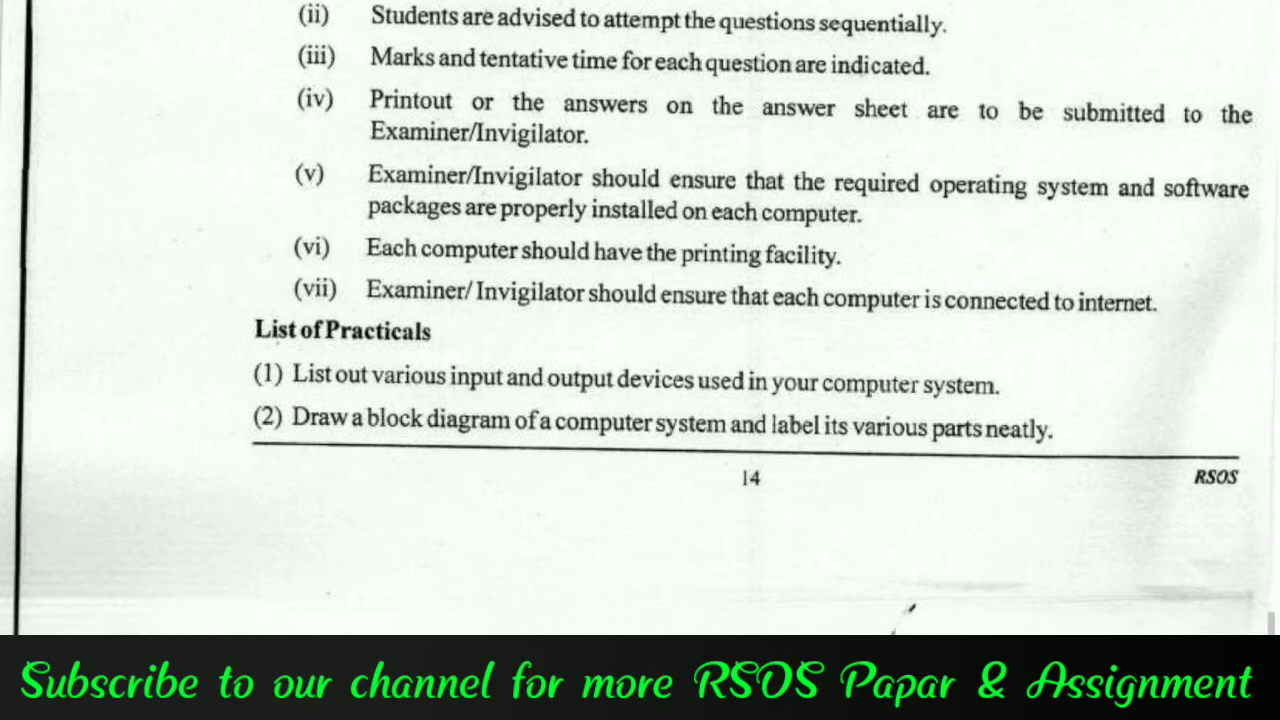 (ii) Students are advised to attempt the questions sequentially.
(iii) Marks and tentative time for each question are indicated.
(iv) Printout or the answers on the answer sheet are to be submitted to the
Examiner/Invigilator.
(v) Examiner/Invigilator should ensure that the required operating system and software
packages are properly installed on each computer.
(vi) Each computer should have the printing facility.
(vii) Examiner/ Invigilator should ensure that each computer is connected to internet.
List of Practicals
(1) List out various input and output devices used in your computer system.
(2) Draw a block diagram of a computer system and label its various parts neatly.
14 RSOS
Subscribe to our channel for more RSOS Papar & Assignment